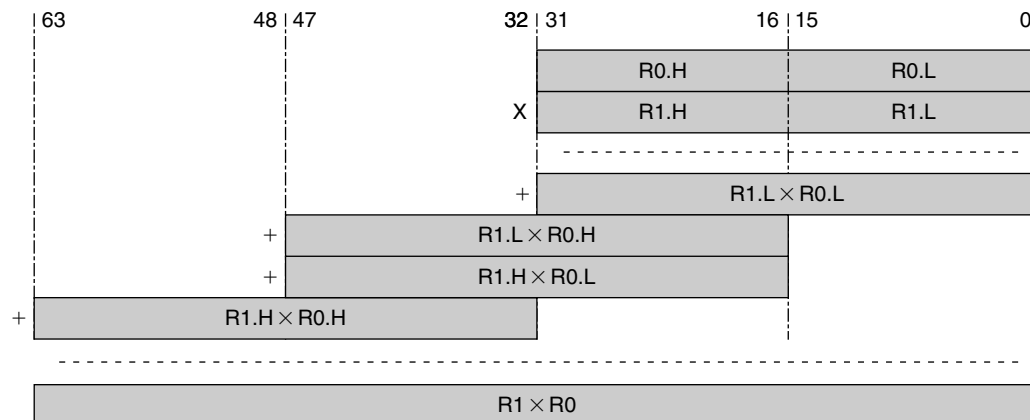 63 48 47 32 31 16 15 0
R0.H R0.L
X R1.H R1.L
+ R1.L × R0.L
+ R1.L × R0.H
+ R1.H × R0.L
+ R1.H × R0.H
R1 × R0